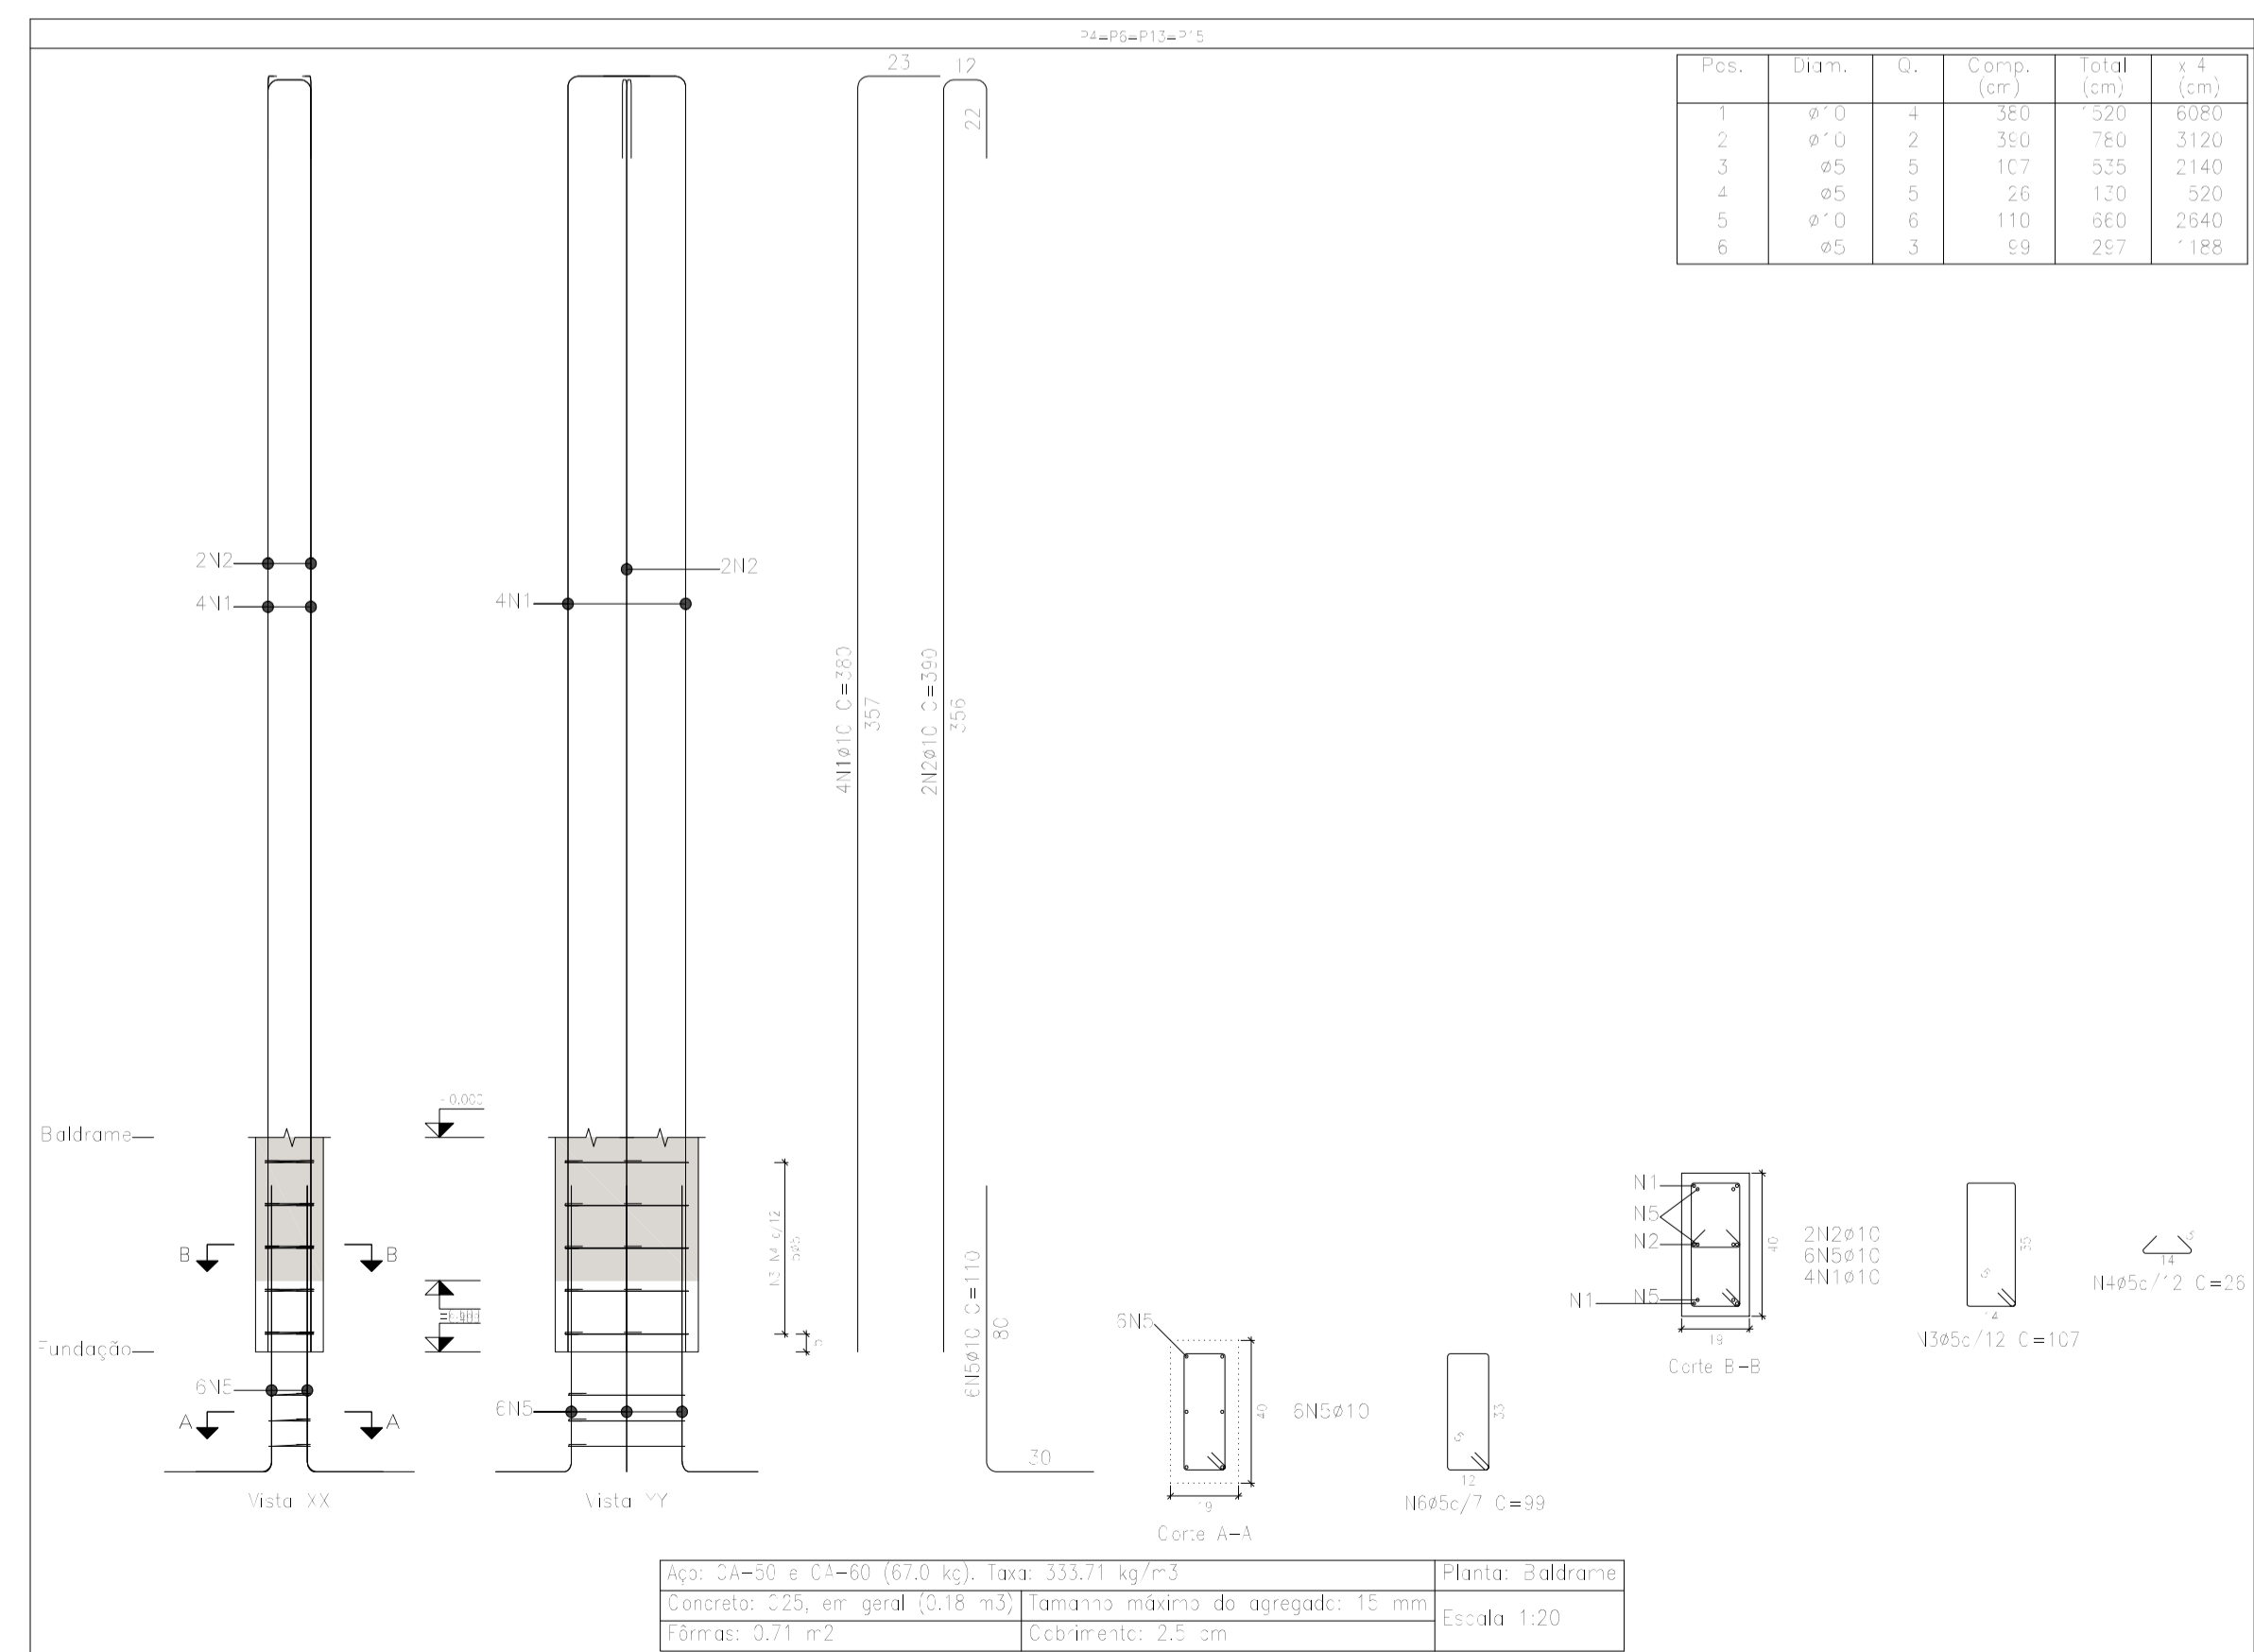 P4=P6=P13=P15
Pos. Diam. Q. Comp. (cm) Total (cm) x 4 (cm)
1 ø10 4 380 1520 6080
2 ø10 2 390 780 3120
3 ø5 5 107 535 2140
4 ø5 5 26 130 520
5 ø10 6 110 660 2640
6 ø5 3 99 297 1188
23
12
22
2N2
4N1
2N2
4N1
4N1ø10 C=380
357
2N2ø10 C=390
356
Baldrame
0.000
B
B
Fundação
6N5
6N5
A
A
N3 N4 c/12
5ø5
5
6N5ø10 C=110
80
30
Vista XX
Vista YY
6N5
40
19
6N5ø10
Corte A-A
33
6
12
N6ø5c/7 C=99
N1
N5
N2
N1
N5
40
19
2N2ø10
6N5ø10
4N1ø10
Corte B-B
35
6
14
N3ø5c/12 C=107
14
N4ø5c/12 C=26
Aço: CA-50 e CA-60 (67.0 kg). Taxa: 333.71 kg/m3
Planta: Baldrame
Concreto: C25, em geral (0.18 m3)
Tamanho máximo do agregado: 15 mm
Escala 1:20
Fôrmas: 0.71 m2
Cobrimento: 2.5 cm